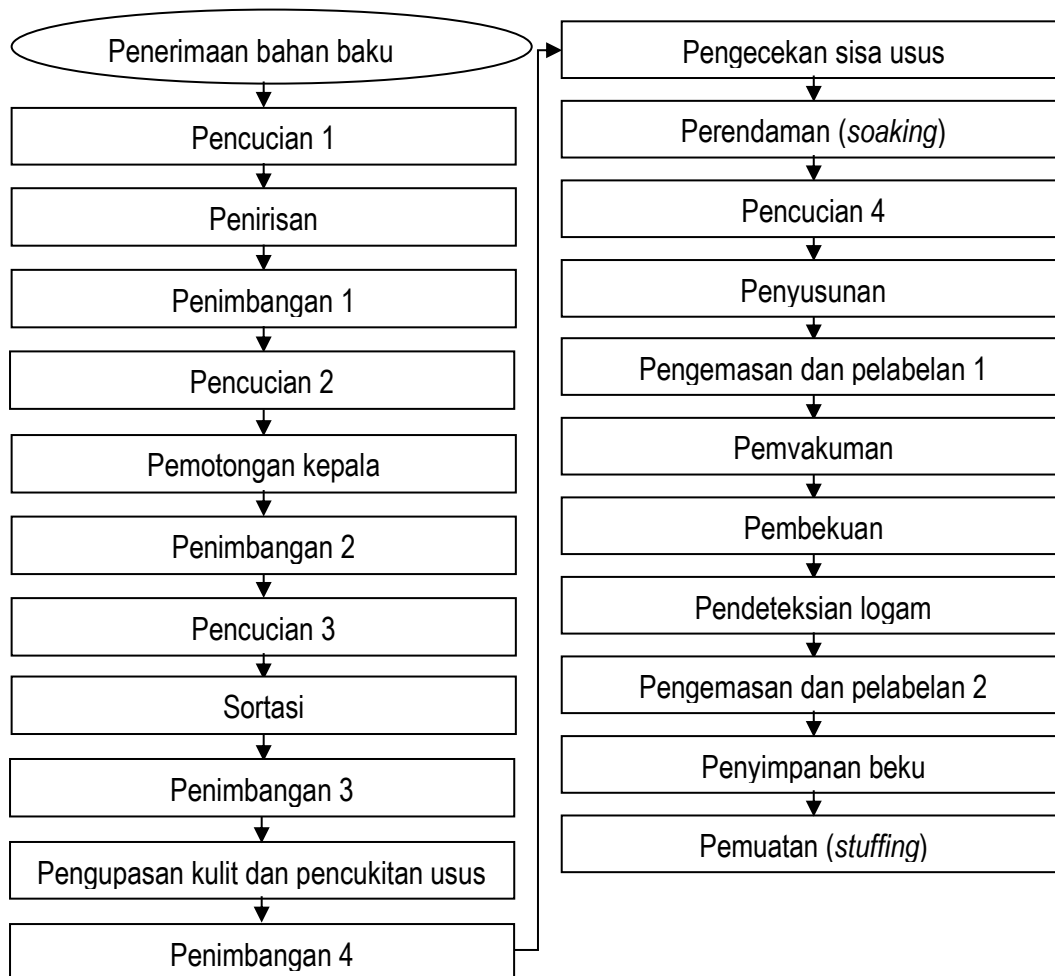 Penerimaan bahan baku
Pencucian 1
Penirisan
Penimbangan 1
Pencucian 2
Pemotongan kepala
Penimbangan 2
Pencucian 3
Sortasi
Penimbangan 3
Pengupasan kulit dan pencukitan usus
Penimbangan 4
Pengecekan sisa usus
Perendaman (soaking)
Pencucian 4
Penyusunan
Pengemasan dan pelabelan 1
Pemvakuman
Pembekuan
Pendeteksian logam
Pengemasan dan pelabelan 2
Penyimpanan beku
Pemuatan (stuffing)